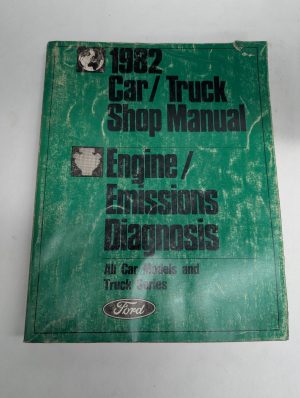 1982
Car/Truck
Shop Manual
Engine/
Emissions
Diagnosis
All Car Models and
Truck Series
Ford